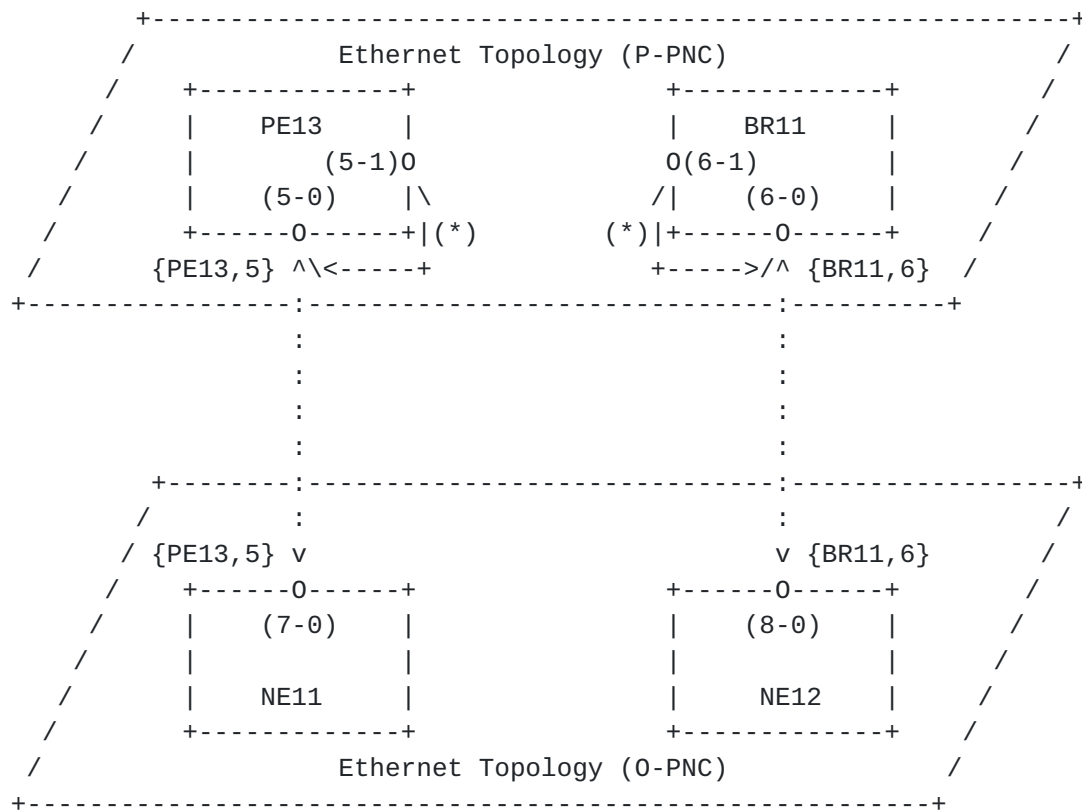 Ethernet Topology (P-PNC)
PE13 BR11
(5-1)O O(6-1)
(5-0) (6-0)
O (*) (*) O
{PE13,5} {BR11,6}
{PE13,5} v v {BR11,6}
O O
(7-0) (8-0)
NE11 NE12
Ethernet Topology (O-PNC)